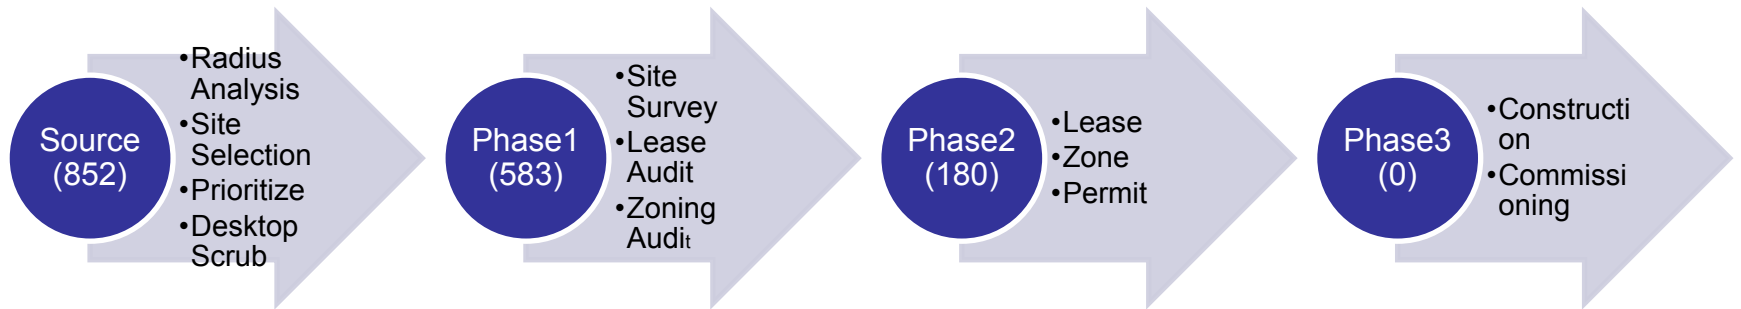 Source
(852)
•Radius
Analysis
•Site
Selection
•Prioritize
•Desktop
Scrub
Phase1
(583)
•Site
Survey
•Lease
Audit
•Zoning
Audit
Phase2
(180)
•Lease
•Zone
•Permit
Phase3
(0)
•Constructi
on
•Commissi
oning